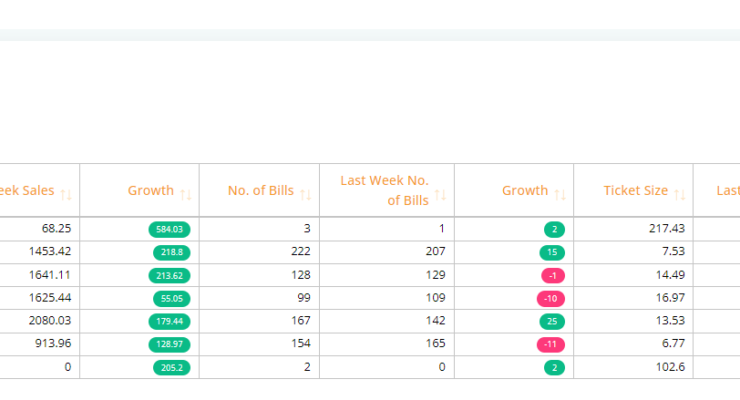 eek Sales Growth No. of Bills Last Week No. of Bills Growth Ticket Size Last
68.25 584.03 3 1 2 217.43
1453.42 218.8 222 207 15 7.53
1641.11 213.62 128 129 -1 14.49
1625.44 55.05 99 109 -10 16.97
2080.03 179.44 167 142 25 13.53
913.96 128.97 154 165 -11 6.77
0 205.2 2 0 2 102.6